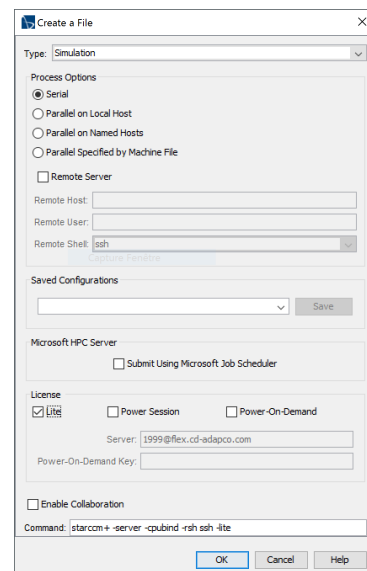 Create a File
Type: Simulation
Process Options
Serial
Parallel on Local Host
Parallel on Named Hosts
Parallel Specified by Machine File
Remote Server
Remote Host:
Remote User:
Remote Shell: ssh
Capture Fenêtre
Saved Configurations
Save
Microsoft HPC Server
Submit Using Microsoft Job Scheduler
License
Lite Power Session Power-On-Demand
Server: 1999@flex.cd-adapco.com
Power-On-Demand Key:
Enable Collaboration
Command: starccm+ -server -cpubind -rsh ssh -lite
OK Cancel Help